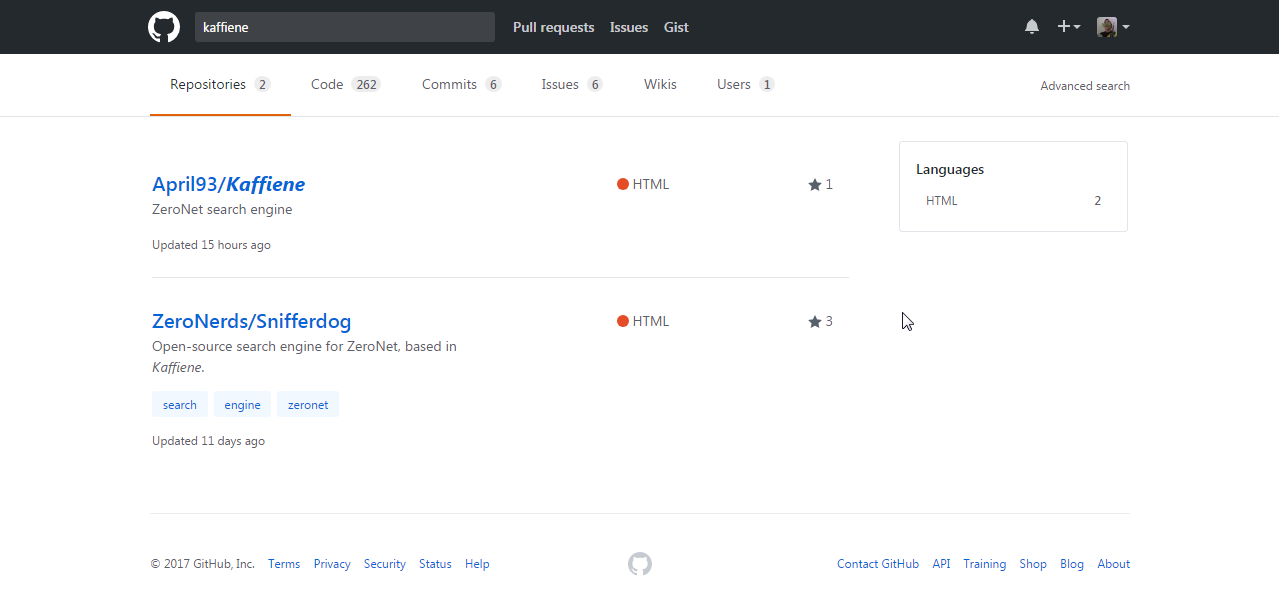 kaffiene Pull requests Issues Gist
Repositories 2 Code 262 Commits 6 Issues 6 Wikis Users 1 Advanced search
April93/Kaffiene HTML 1
ZeroNet search engine
Updated 15 hours ago
Languages
HTML 2
ZeroNerds/Snifferdog HTML 3
Open-source search engine for ZeroNet, based in
Kaffiene.
search engine zeronet
Updated 11 days ago
© 2017 GitHub, Inc. Terms Privacy Security Status Help Contact GitHub API Training Shop Blog About